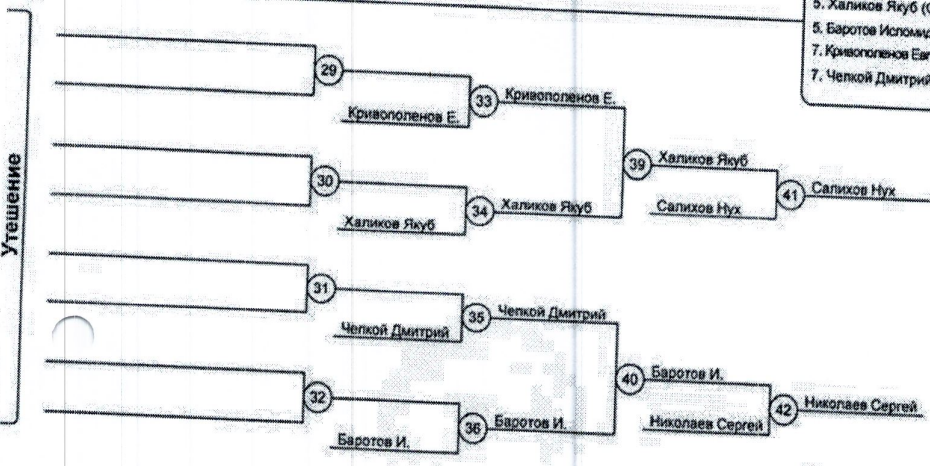 5. Халиков Якуб
5. Баротов Исломид
7. Кривополенов Евг
7. Чепкой Дмитрий
Утешение
29
Кривополенов Е.
33
Кривополенов Е.
30
Халиков Якуб
34
Халиков Якуб
39
Халиков Якуб
Салихов Нух
41
Салихов Нух
31
Чепкой Дмитрий
35
Чепкой Дмитрий
32
Баротов И.
36
Баротов И.
40
Баротов И.
Николаев Сергей
42
Николаев Сергей